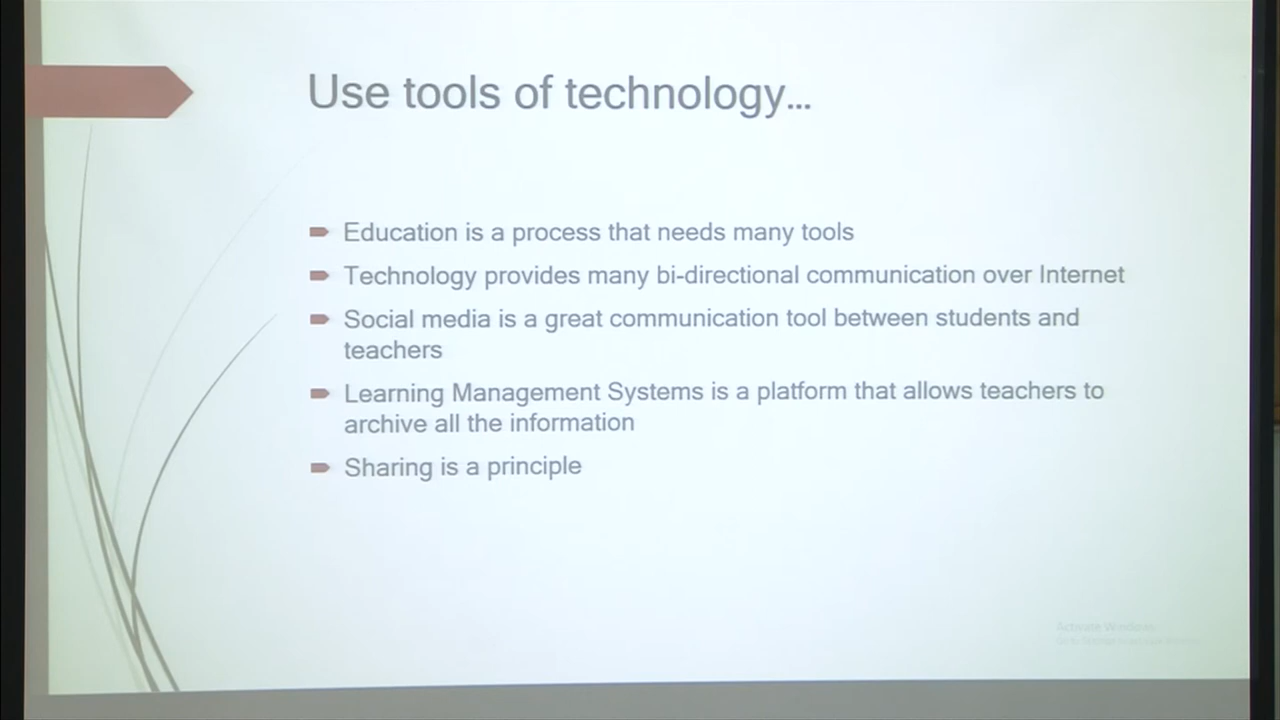 Use tools of technology...
Education is a process that needs many tools
Technology provides many bi-directional communication over Internet
Social media is a great communication tool between students and
teachers
Learning Management Systems is a platform that allows teachers to
archive all the information
Sharing is a principle
Activate Windows